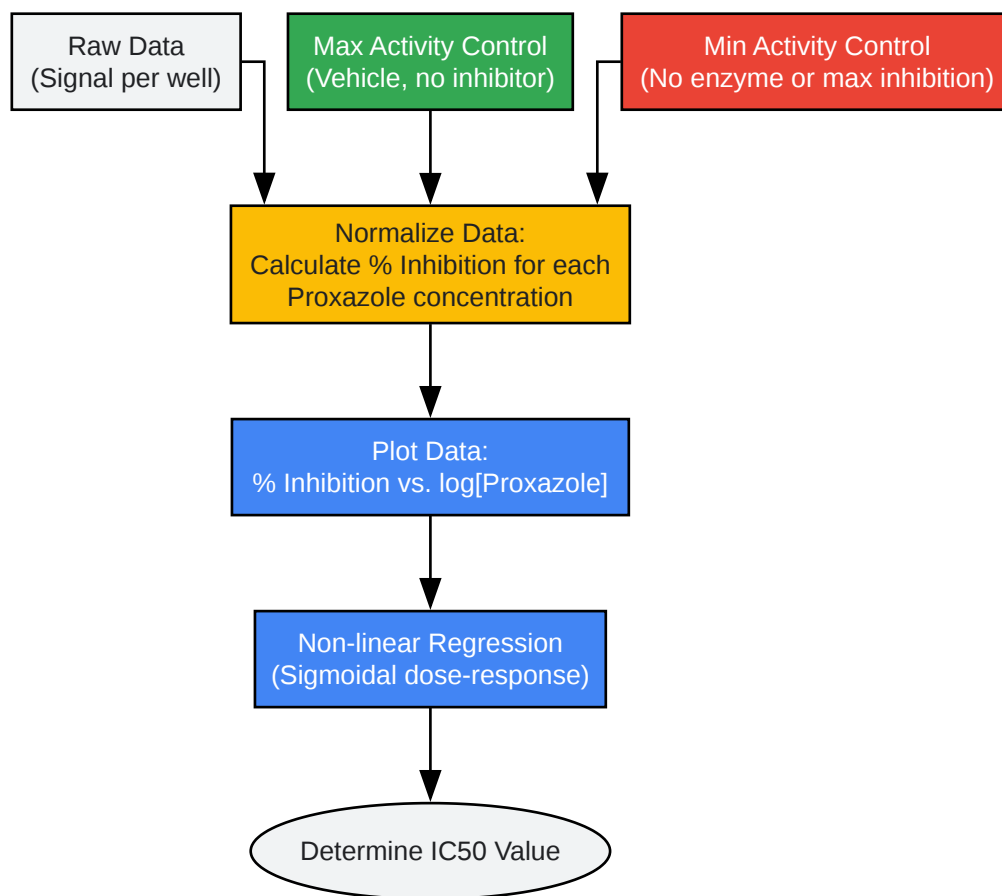 Raw Data
(Signal per well)
Max Activity Control
(Vehicle, no inhibitor)
Min Activity Control
(No enzyme or max inhibition)
Normalize Data:
Calculate % Inhibition for each
Proxazole concentration
Plot Data:
% Inhibition vs. log[Proxazole]
Non-linear Regression
(Sigmoidal dose-response)
Determine IC50 Value